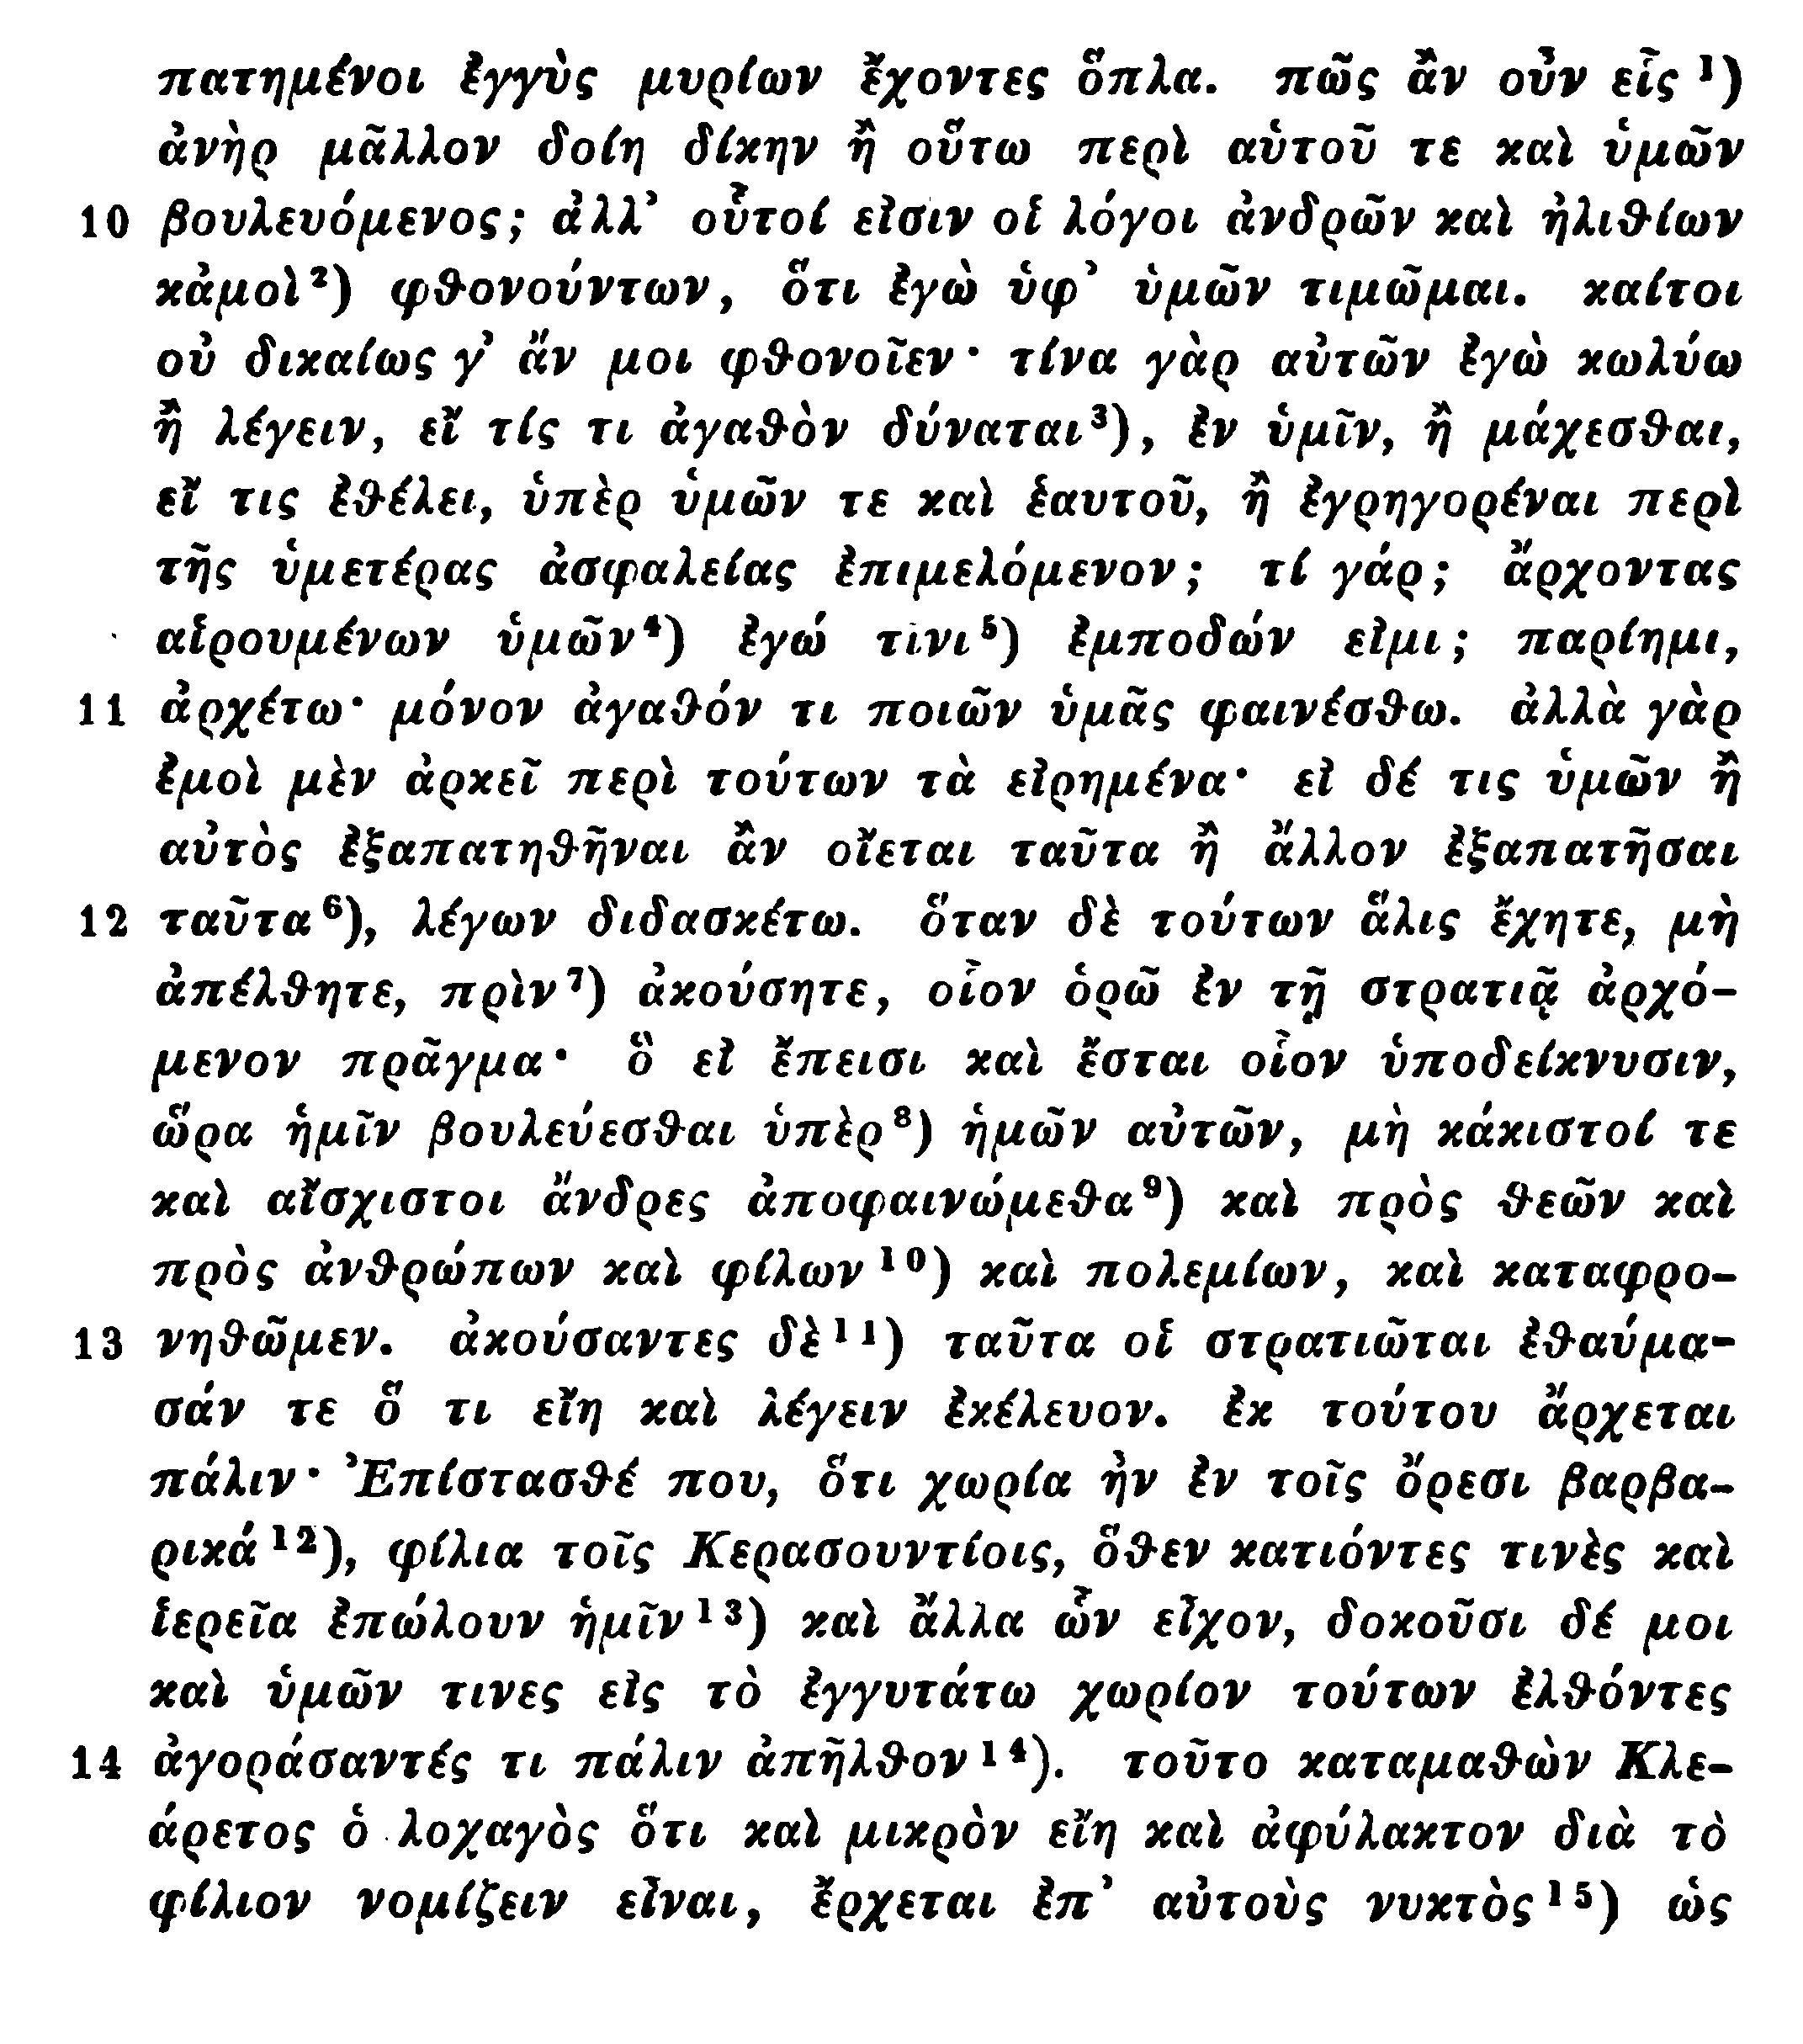 πατημένοι ἐγγὺς μυρίων ἔχοντες ὅπλα. πῶς ἂν οὖν εἷς ¹)
ἀνὴρ μᾶλλον δοίη δίκην ἢ οὕτω περὶ αὑτοῦ τε καὶ ὑμῶν
10 βουλευόμενος; ἀλλ’ οὗτοί εἰσιν οἱ λόγοι ἀνδρῶν καὶ ἠλιθίων
κἀμοὶ²) φθονούντων, ὅτι ἐγὼ ὑφ’ ὑμῶν τιμῶμαι. καίτοι
οὐ δικαίως γ’ ἄν μοι φθονοῖεν· τίνα γὰρ αὐτῶν ἐγὼ κωλύω
ἢ λέγειν, εἴ τίς τι ἀγαθὸν δύναται³), ἐν ὑμῖν, ἢ μάχεσθαι,
εἴ τις ἐθέλει, ὑπὲρ ὑμῶν τε καὶ ἑαυτοῦ, ἢ ἐγρηγορέναι περὶ
τῆς ὑμετέρας ἀσφαλείας ἐπιμελόμενον; τί γάρ; ἄρχοντας
αἱρουμένων ὑμῶν⁴) ἐγώ τινι⁵) ἐμποδών εἰμι; παρίημι,
11 ἀρχέτω· μόνον ἀγαθόν τι ποιῶν ὑμᾶς φαινέσθω. ἀλλὰ γὰρ
ἐμοὶ μὲν ἀρκεῖ περὶ τούτων τὰ εἰρημένα· εἰ δέ τις ὑμῶν ἢ
αὐτὸς ἐξαπατηθῆναι ἂν οἴεται ταῦτα ἢ ἄλλον ἐξαπατῆσαι
12 ταῦτα⁶), λέγων διδασκέτω. ὅταν δὲ τούτων ἅλις ἔχητε, μὴ
ἀπέλθητε, πρὶν⁷) ἀκούσητε, οἷον ὁρῶ ἐν τῇ στρατιᾷ ἀρχό-
μενον πρᾶγμα· ὃ εἰ ἔπεισι καὶ ἔσται οἷον ὑποδείκνυσιν,
ὥρα ἡμῖν βουλεύεσθαι ὑπὲρ⁸) ἡμῶν αὐτῶν, μὴ κάκιστοί τε
καὶ αἴσχιστοι ἄνδρες ἀποφαινώμεθα⁹) καὶ πρὸς θεῶν καὶ
πρὸς ἀνθρώπων καὶ φίλων¹⁰) καὶ πολεμίων, καὶ καταφρο-
13 νηθῶμεν. ἀκούσαντες δὲ¹¹) ταῦτα οἱ στρατιῶται ἐθαύμα-
σάν τε ὅ τι εἴη καὶ λέγειν ἐκέλευον. ἐκ τούτου ἄρχεται
πάλιν· Ἐπίστασθέ που, ὅτι χωρία ἦν ἐν τοῖς ὄρεσι βαρβα-
ρικά¹²), φίλια τοῖς Κερασουντίοις, ὅθεν κατιόντες τινὲς καὶ
ἱερεῖα ἐπώλουν ἡμῖν¹³) καὶ ἄλλα ὧν εἶχον, δοκοῦσι δέ μοι
καὶ ὑμῶν τινες εἰς τὸ ἐγγυτάτω χωρίον τούτων ἐλθόντες
14 ἀγοράσαντές τι πάλιν ἀπῆλθον¹⁴). τοῦτο καταμαθὼν Κλε-
άρετος ὁ λοχαγὸς ὅτι καὶ μικρὸν εἴη καὶ ἀφύλακτον διὰ τὸ
φίλιον νομίζειν εἶναι, ἔρχεται ἐπ’ αὐτοὺς νυκτὸς¹⁵) ὡς